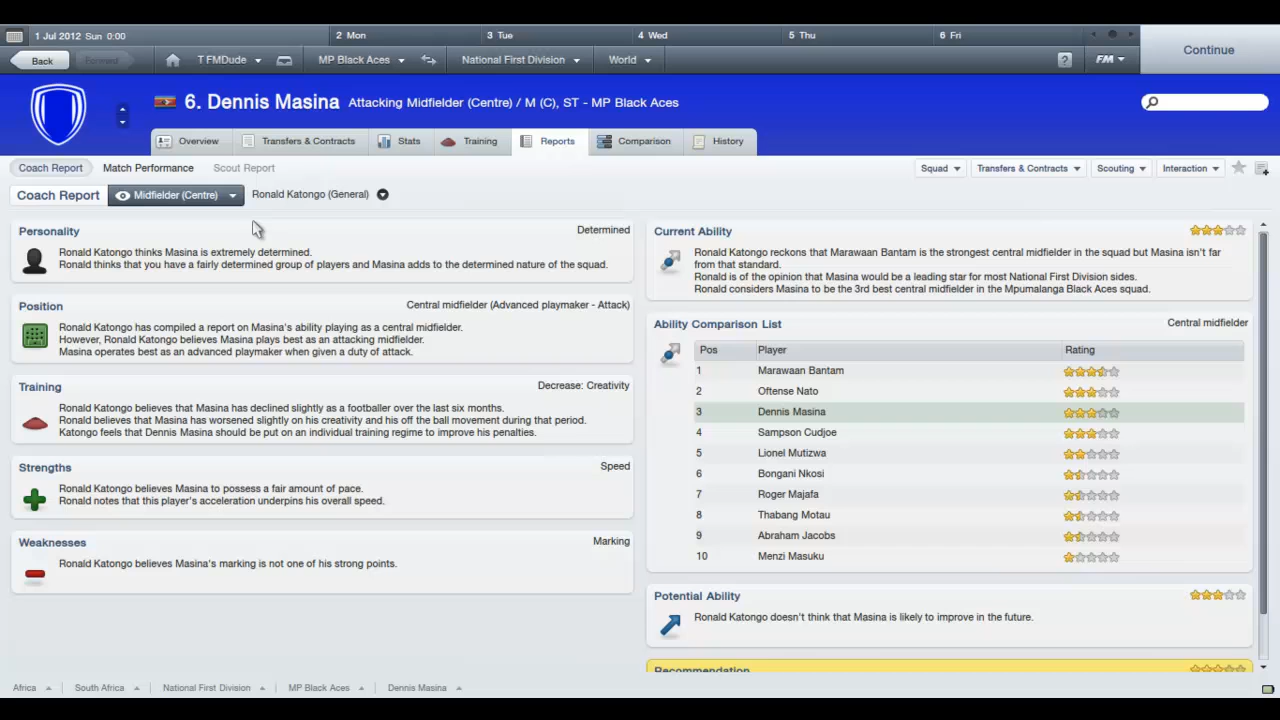 1 Jul 2012 Sun 0:00
2 Mon
3 Tue
4 Wed
5 Thu
6 Fri
Continue
Back
Forward
T FMDude
MP Black Aces
National First Division
World
?
FM
6. Dennis Masina Attacking Midfielder (Centre) / M (C), ST - MP Black Aces
Overview
Transfers & Contracts
Stats
Training
Reports
Comparison
History
Coach Report
Match Performance
Scout Report
Squad
Transfers & Contracts
Scouting
Interaction
Coach Report
Midfielder (Centre)
Ronald Katongo (General)
Personality
Determined
Ronald Katongo thinks Masina is extremely determined.
Ronald thinks that you have a fairly determined group of players and Masina adds to the determined nature of the squad.
Position
Central midfielder (Advanced playmaker - Attack)
Ronald Katongo has compiled a report on Masina's ability playing as a central midfielder.
However, Ronald Katongo believes Masina plays best as an attacking midfielder.
Masina operates best as an advanced playmaker when given a duty of attack.
Training
Decrease: Creativity
Ronald Katongo believes that Masina has declined slightly as a footballer over the last six months.
Ronald believes that Masina has worsened slightly on his creativity and his off the ball movement during that period.
Katongo feels that Dennis Masina should be put on an individual training regime to improve his penalties.
Strengths
Speed
Ronald Katongo believes Masina to possess a fair amount of pace.
Ronald notes that this player's acceleration underpins his overall speed.
Weaknesses
Marking
Ronald Katongo believes Masina's marking is not one of his strong points.
Current Ability
Ronald Katongo reckons that Marawaan Bantam is the strongest central midfielder in the squad but Masina isn't far
from that standard.
Ronald is of the opinion that Masina would be a leading star for most National First Division sides.
Ronald considers Masina to be the 3rd best central midfielder in the Mpumalanga Black Aces squad.
Ability Comparison List
Central midfielder
Pos Player Rating
1 Marawaan Bantam
2 Oftense Nato
3 Dennis Masina
4 Sampson Cudjoe
5 Lionel Mutizwa
6 Bongani Nkosi
7 Roger Majafa
8 Thabang Motau
9 Abraham Jacobs
10 Menzi Masuku
Potential Ability
Ronald Katongo doesn't think that Masina is likely to improve in the future.
Recommendation
Africa
South Africa
National First Division
MP Black Aces
Dennis Masina